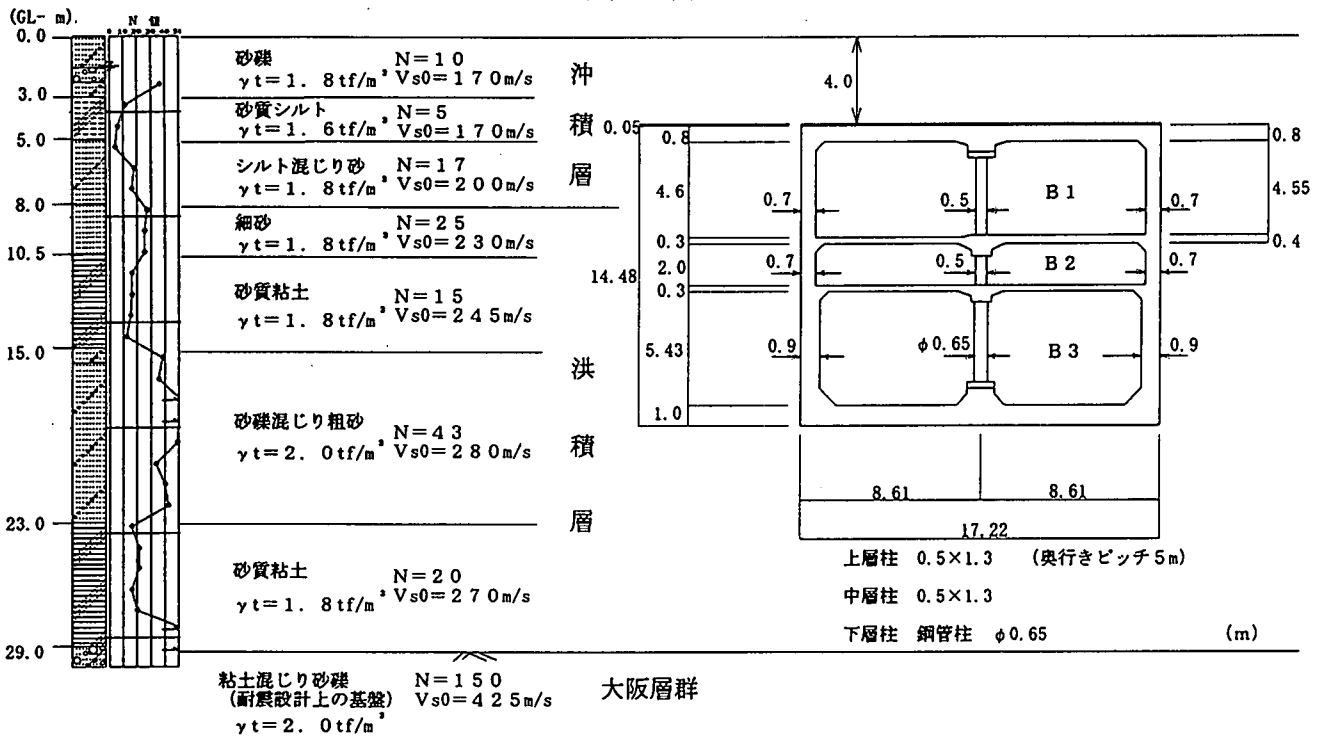 (GL- m).
N 値
0 10 20 30 40 50
0.0
砂礫 N=10
γt=1.8tf/m³ Vs0=170m/s
3.0
砂質シルト N=5
γt=1.6tf/m³ Vs0=170m/s
5.0
シルト混じり砂 N=17
γt=1.8tf/m³ Vs0=200m/s
8.0
細砂 N=25
γt=1.8tf/m³ Vs0=230m/s
10.5
砂質粘土 N=15
γt=1.8tf/m³ Vs0=245m/s
15.0
砂礫混じり粗砂 N=43
γt=2.0tf/m³ Vs0=280m/s
23.0
砂質粘土 N=20
γt=1.8tf/m³ Vs0=270m/s
29.0
粘土混じり砂礫 N=150
(耐震設計上の基盤) Vs0=425m/s
γt=2.0tf/m³
沖
積
層
洪
積
層
大阪層群
4.0
0.05
0.8
4.6
0.3
14.48
2.0
0.3
5.43
1.0
0.7
0.5
B1
0.7
0.7
0.5
B2
0.7
0.9
φ0.65
B3
0.9
0.8
4.55
0.4
8.61
8.61
17.22
上層柱 0.5×1.3 (奥行きピッチ5m)
中層柱 0.5×1.3
下層柱 鋼管柱 φ0.65 (m)